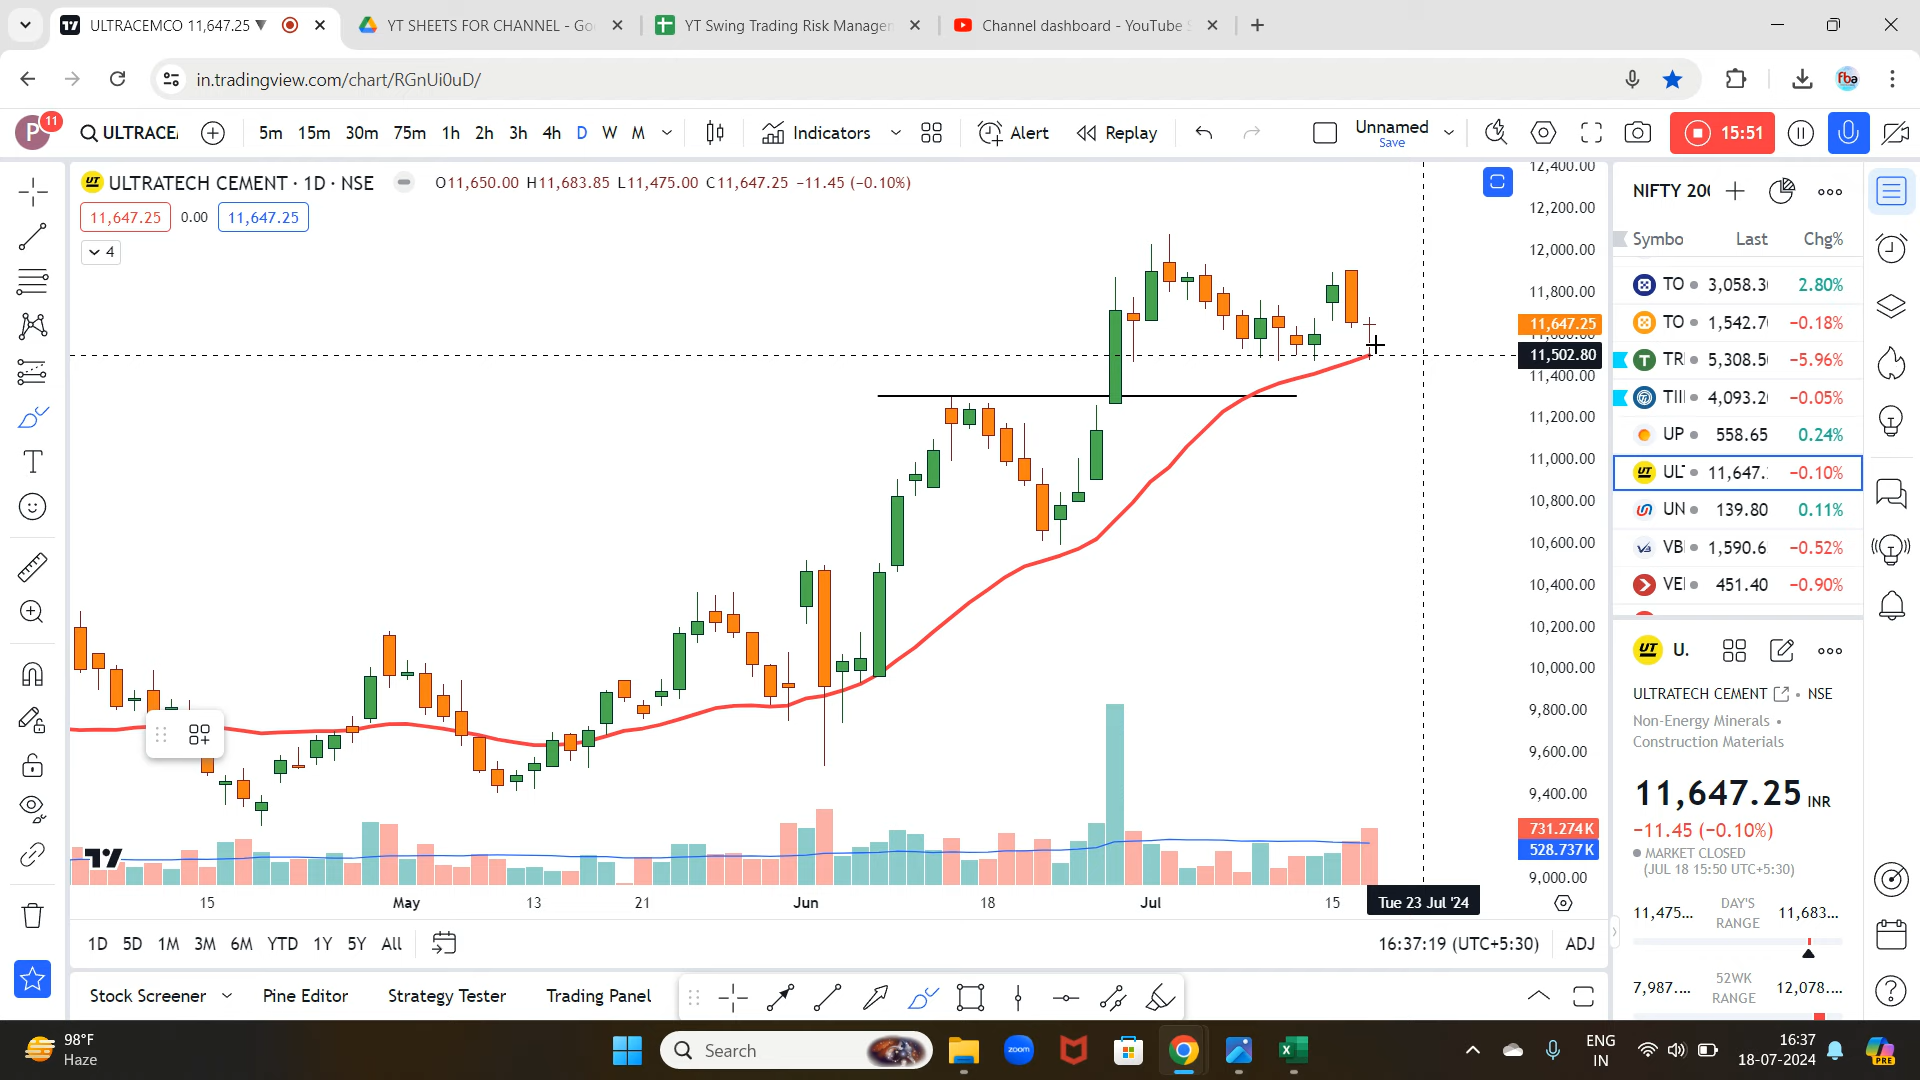 ULTRACEMCO 11,647.25 ▼
YT SHEETS FOR CHANNEL - Go
YT Swing Trading Risk Managem
Channel dashboard - YouTube S
in.tradingview.com/chart/RGnUi0uD/
fba
P
11
ULTRACE
5m 15m 30m 75m 1h 2h 3h 4h D W M
Indicators
Alert
Replay
Unnamed
Save
15:51
ULTRATECH CEMENT · 1D · NSE
O11,650.00 H11,683.85 L11,475.00 C11,647.25 −11.45 (−0.10%)
11,647.25 0.00 11,647.25
4
12,400.00
12,200.00
12,000.00
11,800.00
11,647.25
11,502.80
11,400.00
11,200.00
11,000.00
10,800.00
10,600.00
10,400.00
10,200.00
10,000.00
9,800.00
9,600.00
9,400.00
731.274K
528.737K
9,000.00
15 May 13 21 Jun 18 Jul 15 Tue 23 Jul '24
1D 5D 1M 3M 6M YTD 1Y 5Y All
16:37:19 (UTC+5:30) ADJ
Stock Screener Pine Editor Strategy Tester Trading Panel
NIFTY 200
Symbo Last Chg%
TO 3,058.3 2.80%
TO 1,542.7 −0.18%
TR 5,308.5 −5.96%
TII 4,093.2 −0.05%
UP 558.65 0.24%
UL 11,647. −0.10%
UN 139.80 0.11%
VB 1,590.6 −0.52%
VE 451.40 −0.90%
U.
ULTRATECH CEMENT • NSE
Non-Energy Minerals •
Construction Materials
11,647.25 INR
−11.45 (−0.10%)
MARKET CLOSED
(JUL 18 15:50 UTC+5:30)
11,475... DAY'S RANGE 11,683...
7,987.... 52WK RANGE 12,078....
98°F
Haze
Search
zoom
ENG
IN
16:37
18-07-2024
PRE